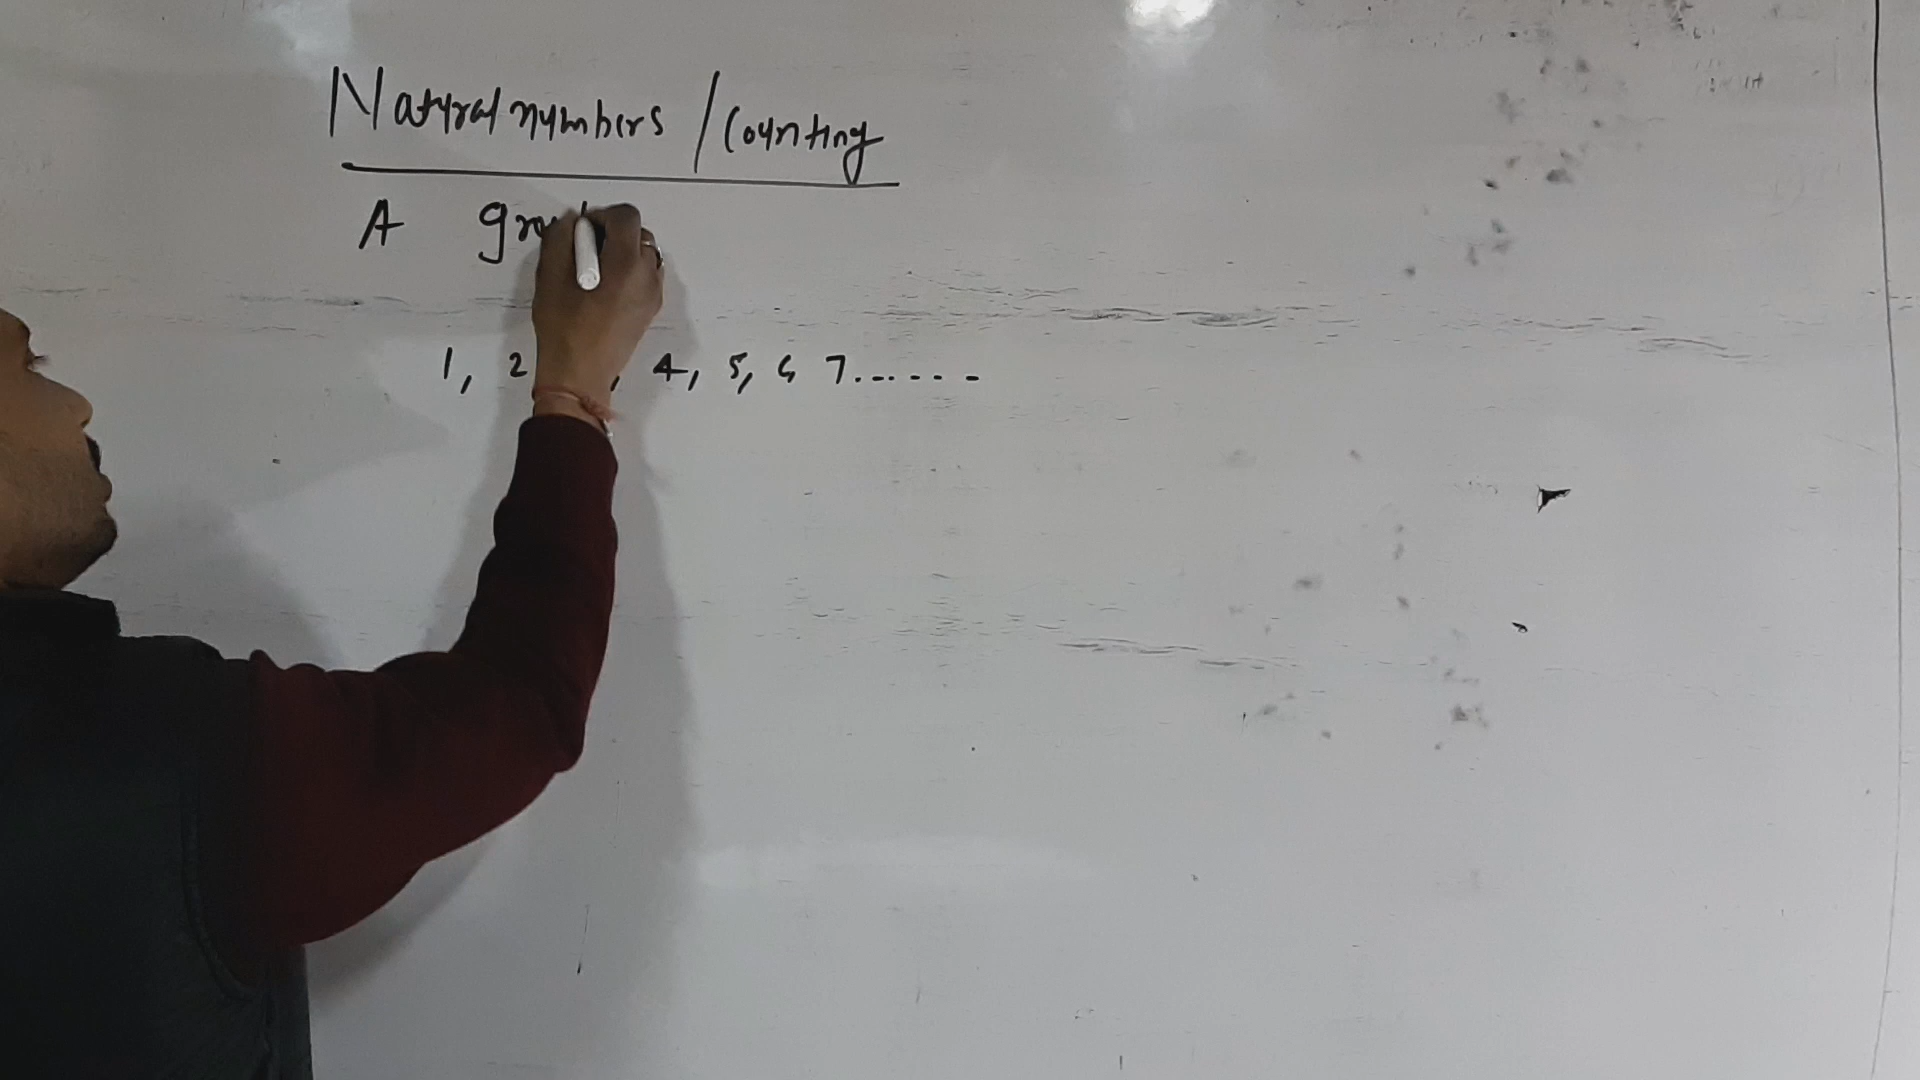 Natural numbers / Counting
A
1, 2 , 4, 5, 6 7.......